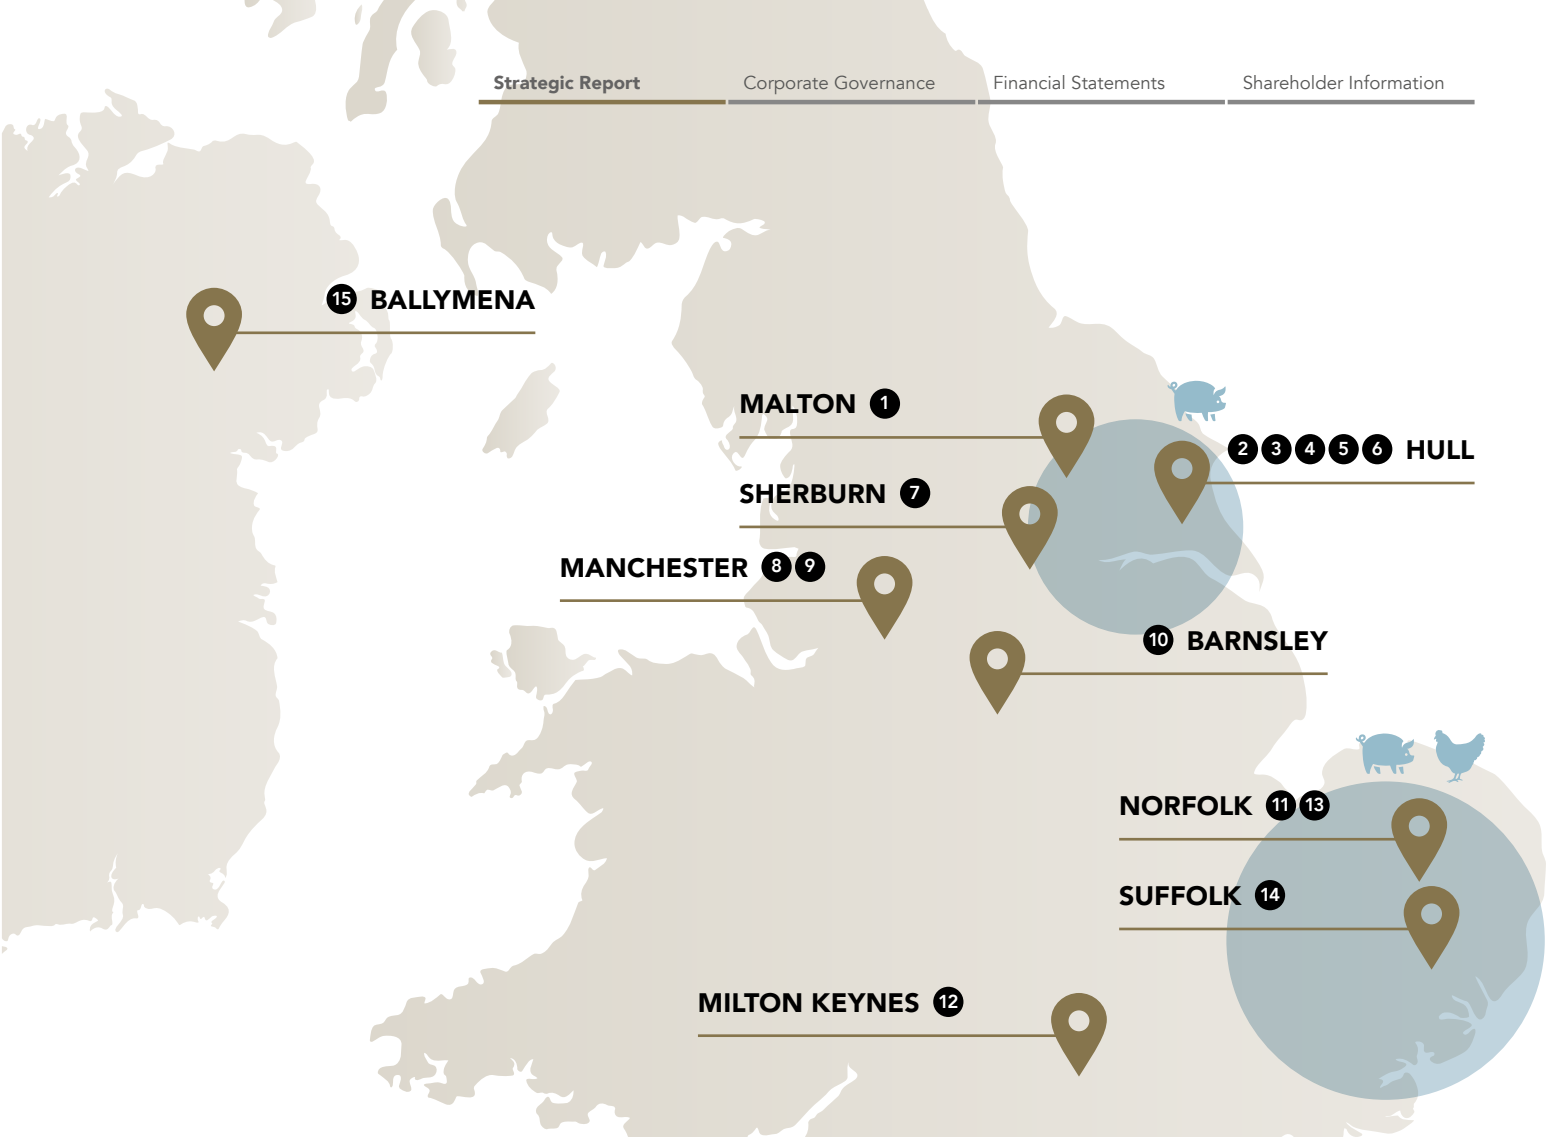 Strategic Report Corporate Governance Financial Statements Shareholder Information
15 BALLYMENA
MALTON 1
2 3 4 5 6 HULL
SHERBURN 7
MANCHESTER 8 9
10 BARNSLEY
NORFOLK 11 13
SUFFOLK 14
MILTON KEYNES 12